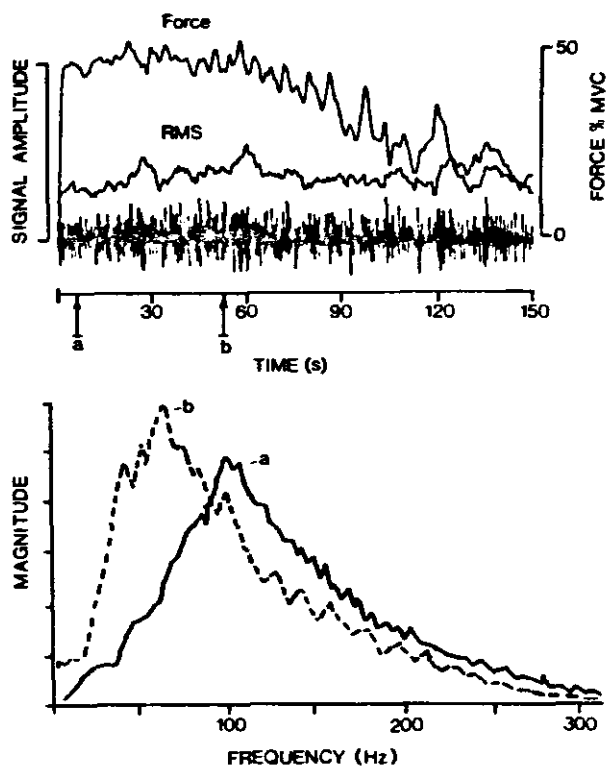 Force
50
RMS
SIGNAL AMPLITUDE
FORCE % MVC
0
30
60
90
120
150
a
b
TIME (s)
b
a
MAGNITUDE
100
200
300
FREQUENCY (Hz)